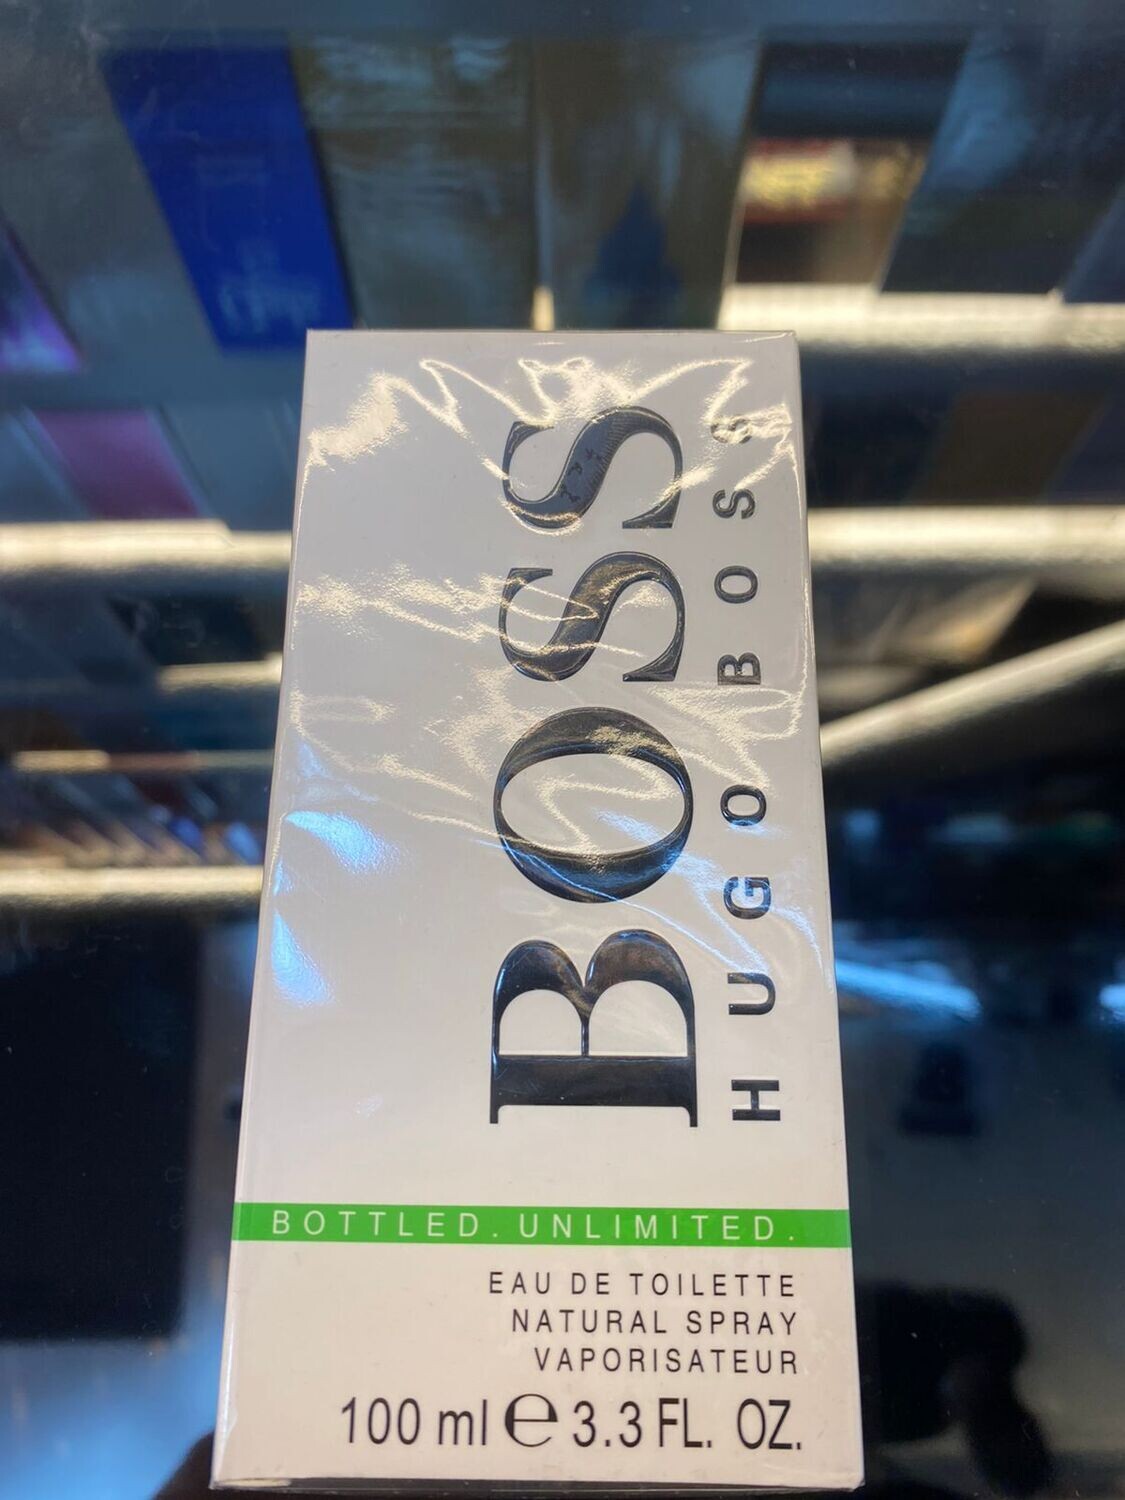 BOSS
HUGO BOSS
BOTTLED. UNLIMITED.
EAU DE TOILETTE
NATURAL SPRAY
VAPORISATEUR
100 ml e 3.3 FL. OZ.